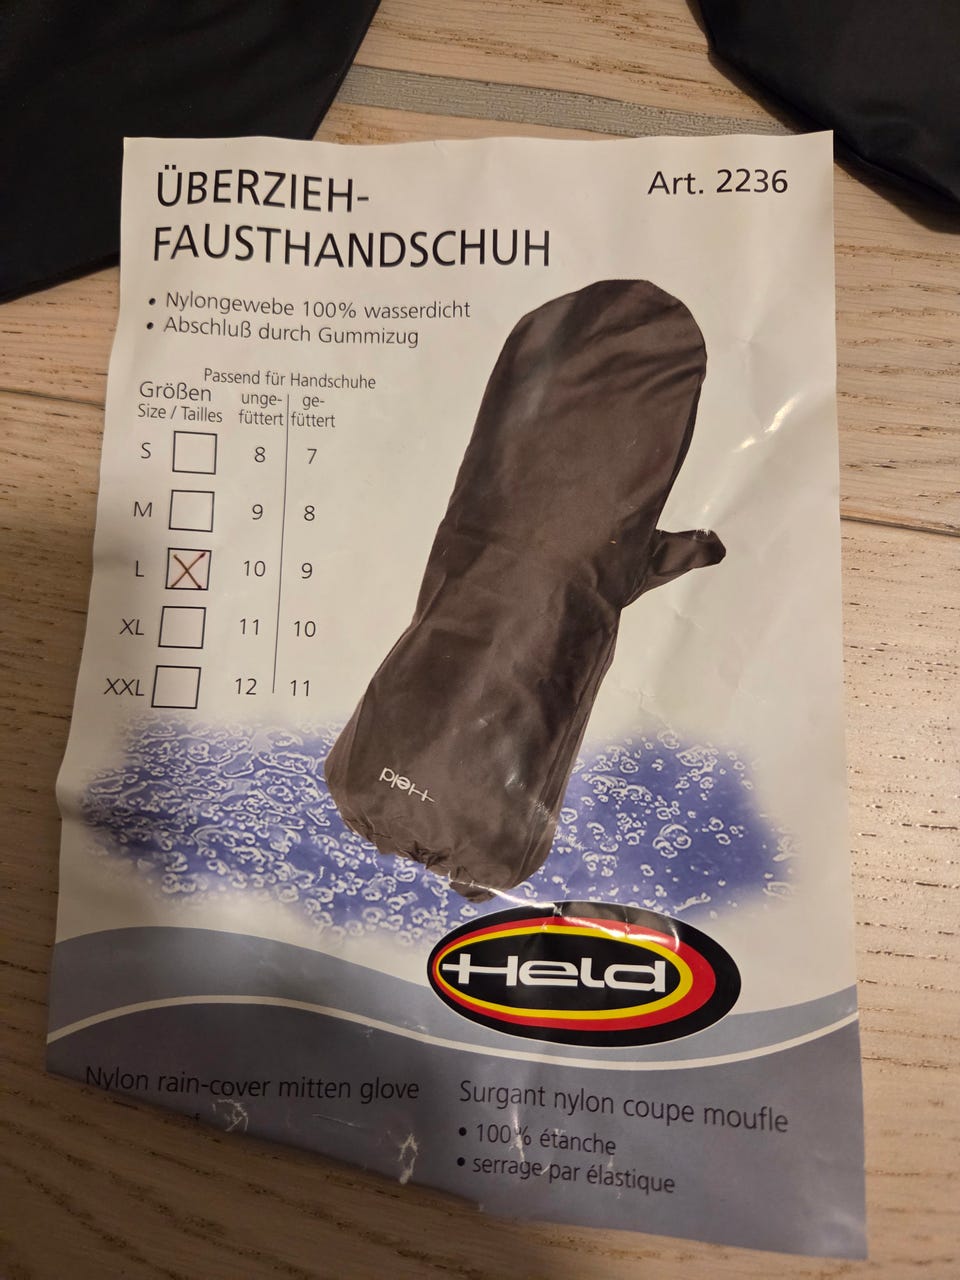 ÜBERZIEH-
FAUSTHANDSCHUH
Art. 2236
• Nylongewebe 100% wasserdicht
• Abschluß durch Gummizug
Passend für Handschuhe
Größen
Size / Tailles
unge-
füttert
ge-
füttert
S 8 7
M 9 8
L 10 9
XL 11 10
XXL 12 11
Held
Held
Nylon rain-cover mitten glove
Surgant nylon coupe moufle
• 100% étanche
• serrage par élastique